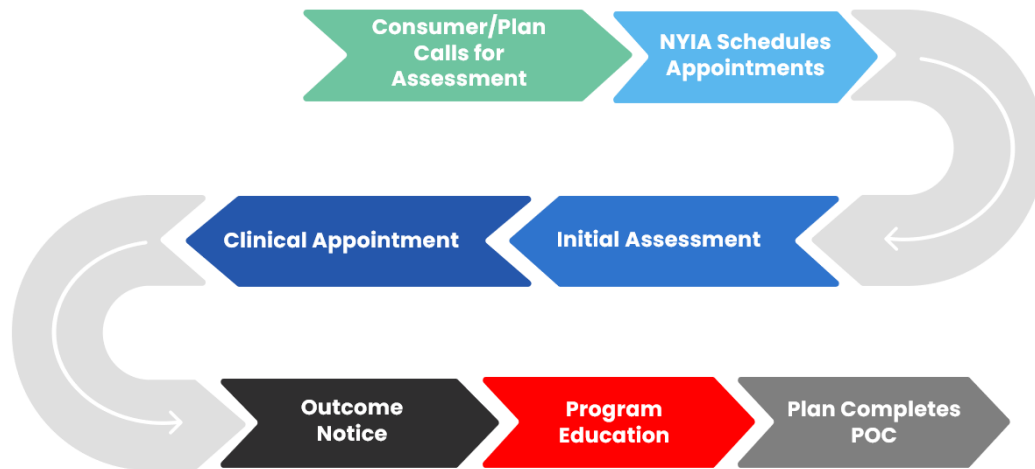 Consumer/Plan
Calls for
Assessment
NYIA Schedules
Appointments
Initial Assessment
Clinical Appointment
Outcome
Notice
Program
Education
Plan Completes
POC